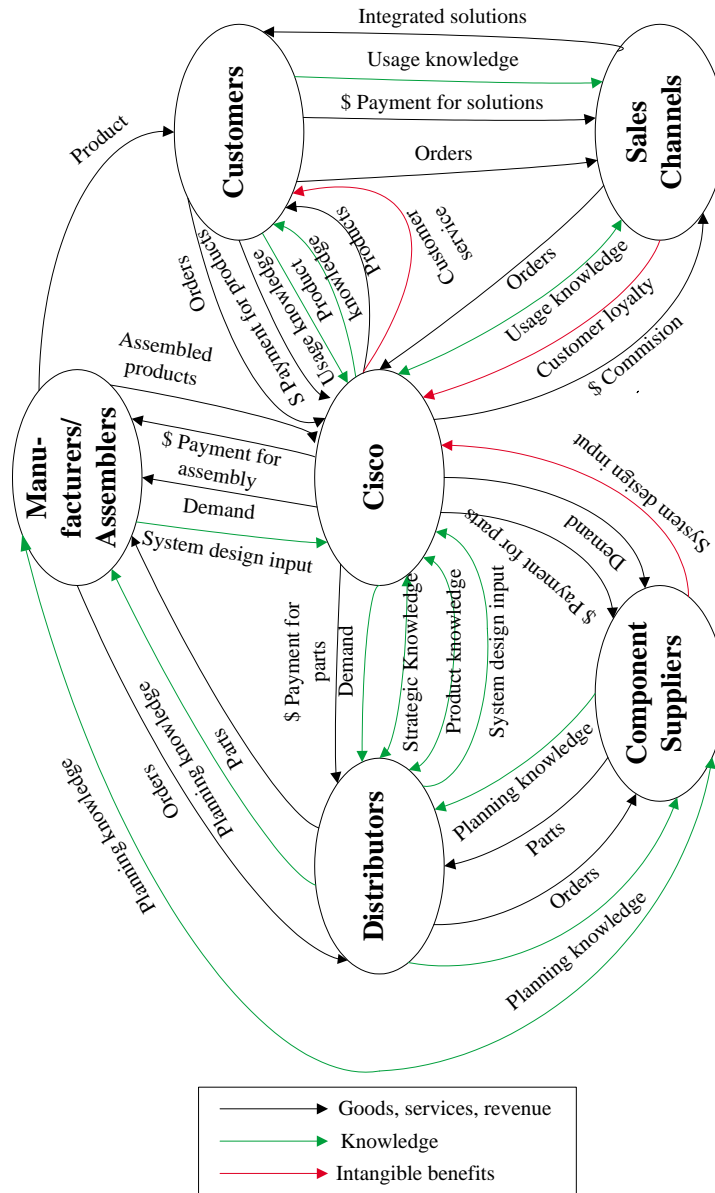 Integrated solutions
Usage knowledge
$ Payment for solutions
Orders
Customers
Sales
Channels
Product
Orders
$ Payment for products
Usage knowledge
Product
knowledge
Products
Customer
service
Orders
Usage knowledge
Customer loyalty
$ Commision
Assembled
products
$ Payment for
assembly
Demand
System design input
Manu-
facturers/
Assemblers
Cisco
System design input
Demand
$ Payment for parts
$ Payment for
parts
Demand
Strategic Knowledge
Product knowledge
System design input
Component
Suppliers
Planning knowledge
Parts
Orders
Planning knowledge
Parts
Planning knowledge
Orders
Planning knowledge
Distributors
Goods, services, revenue
Knowledge
Intangible benefits